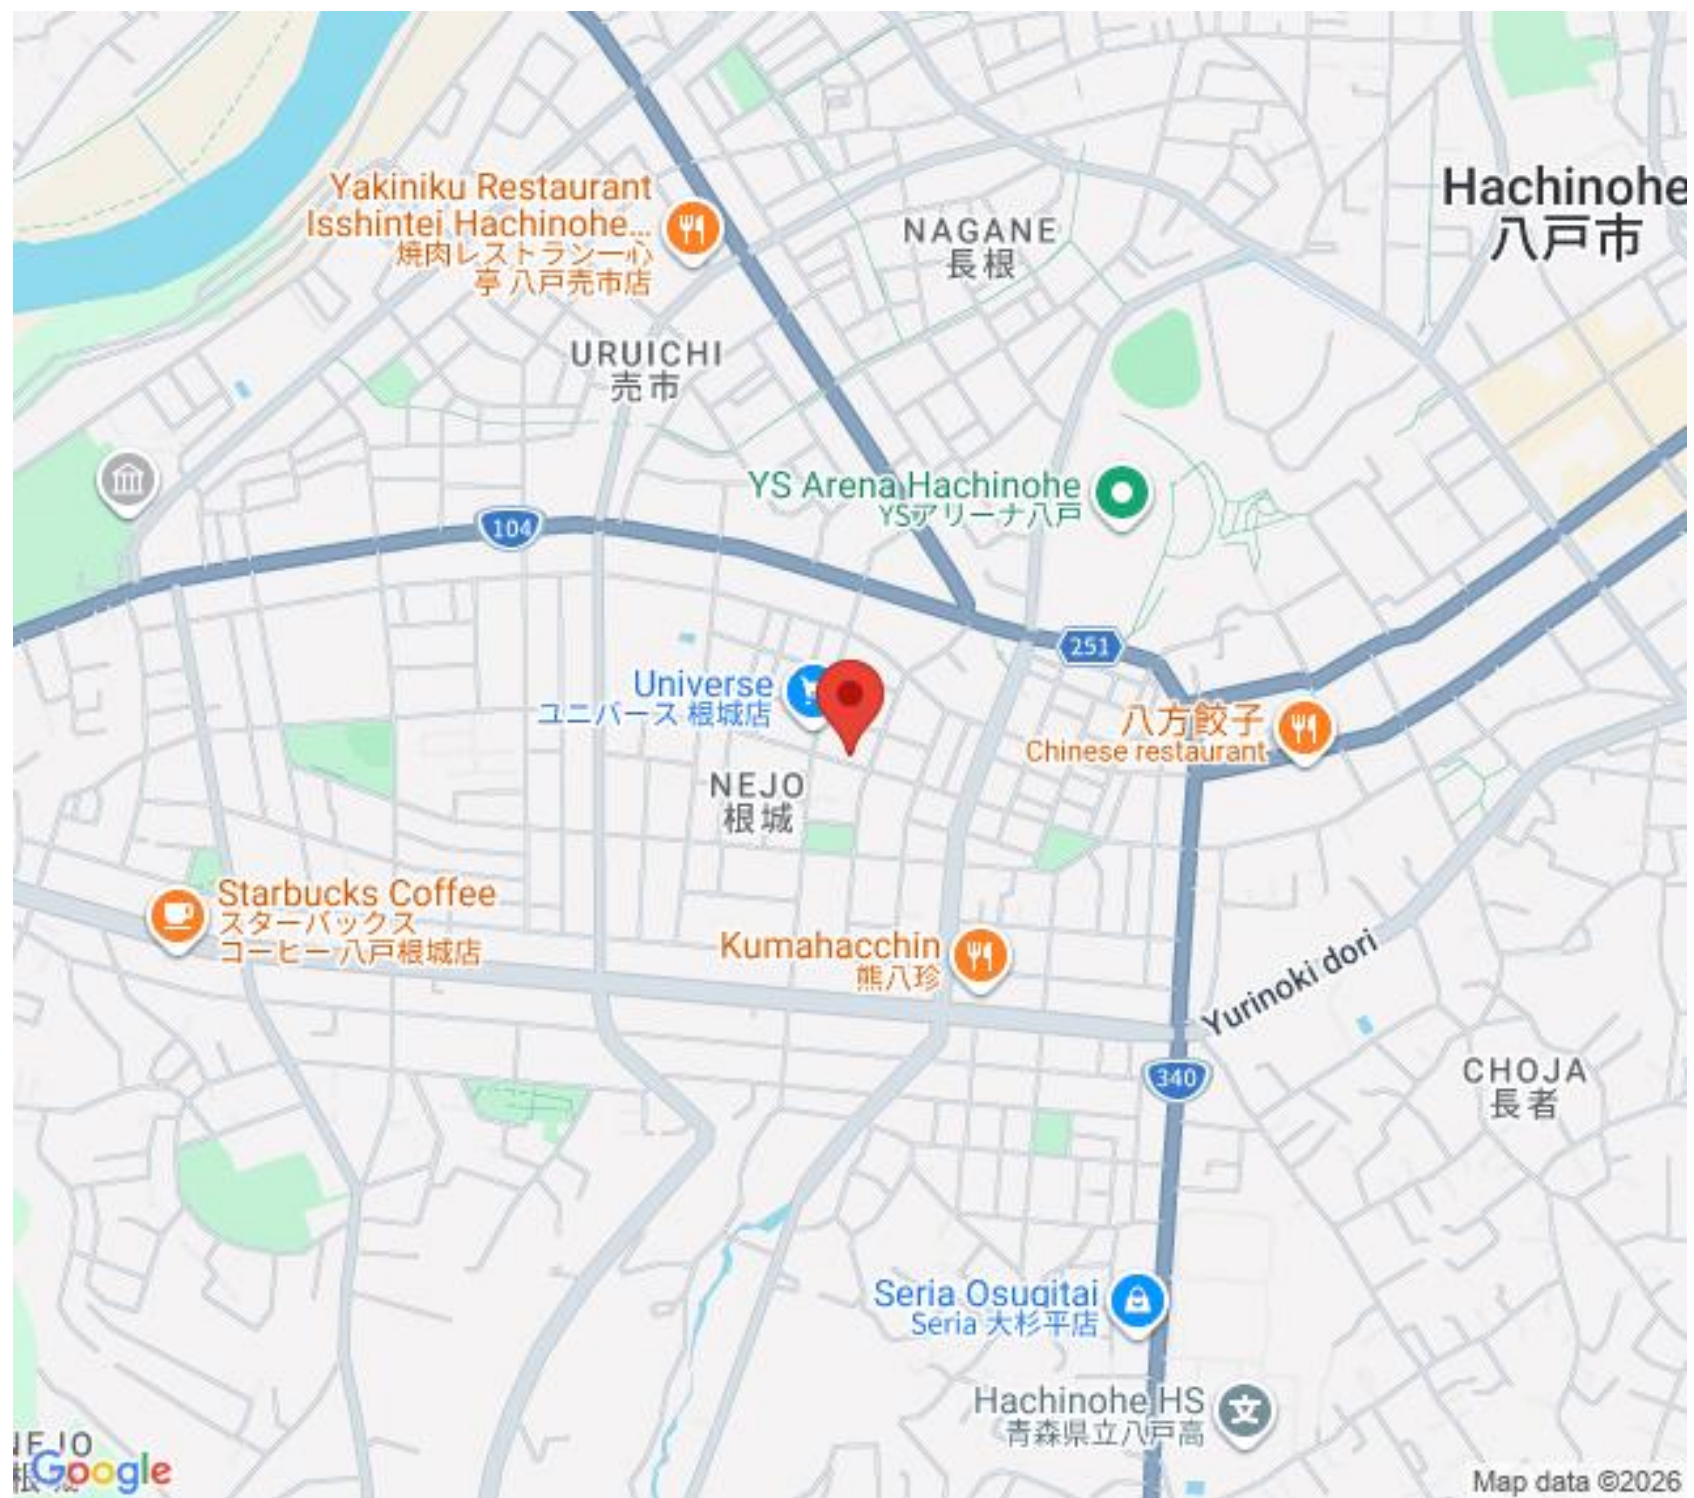 Yakiniku Restaurant
Isshintei Hachinohe...
焼肉レストラン一心
亭 八戸売市店
NAGANE
長根
Hachinohe
八戸市
URUICHI
売市
YS Arena Hachinohe
YSアリーナ八戸
104
251
Universe
ユニバース 根城店
八方餃子
Chinese restaurant
NEJO
根城
Starbucks Coffee
スターバックス
コーヒー 八戸根城店
Kumahacchin
熊八珍
Yurinoki dori
340
CHOJA
長者
Seria Osugitai
Seria 大杉平店
Hachinohe HS
青森県立八戸高
文
NEJO
根城
Google
Map data ©2026